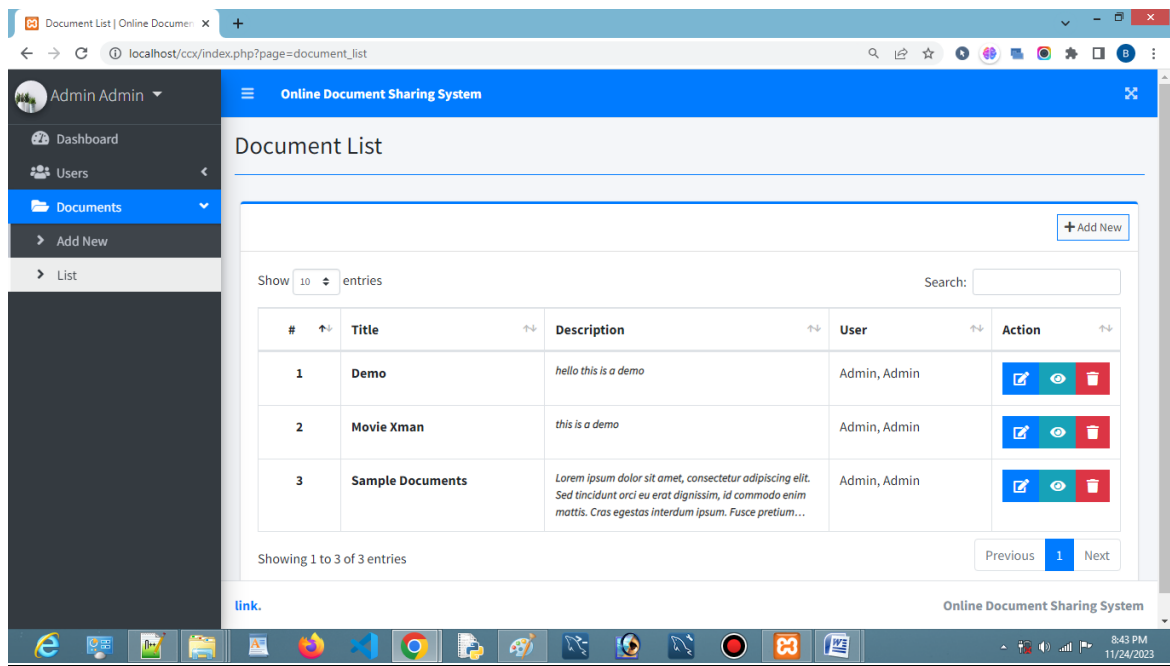 Document List | Online Documen
localhost/ccx/index.php?page=document_list
B
Admin Admin
Online Document Sharing System
Dashboard
Users
Documents
Add New
List
Document List
Add New
Show 10 entries
Search:
# Title Description User Action
1 Demo hello this is a demo Admin, Admin
2 Movie Xman this is a demo Admin, Admin
3 Sample Documents Lorem ipsum dolor sit amet, consectetur adipiscing elit. Admin, Admin
Sed tincidunt orci eu erat dignissim, id commodo enim
mattis. Cras egestas interdum ipsum. Fusce pretium...
Showing 1 to 3 of 3 entries
Previous 1 Next
link.
Online Document Sharing System
8:43 PM
11/24/2023